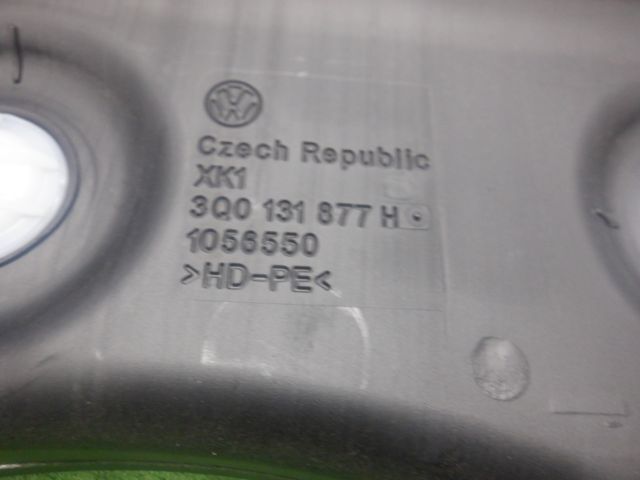 Czech Republic
XK1
3Q0 131 877 H
1056550
>HD-PE<